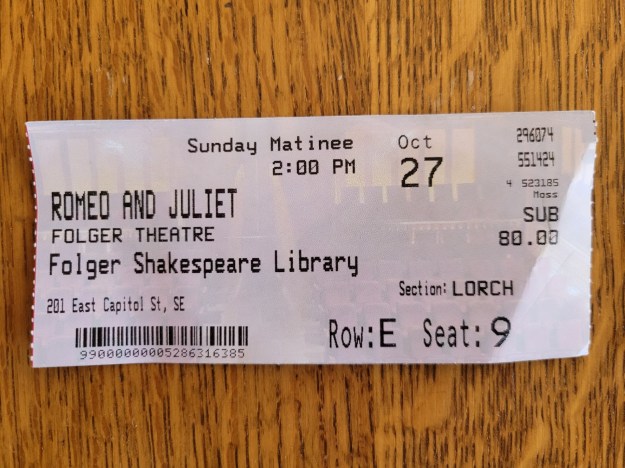 Sunday Matinee
2:00 PM
Oct
27
296074
551424
4 523185
Moss
SUB
80.00
ROMEO AND JULIET
FOLGER THEATRE
Folger Shakespeare Library
201 East Capitol St, SE
Section: LORCH
Row:E Seat: 9
99000000005286316385